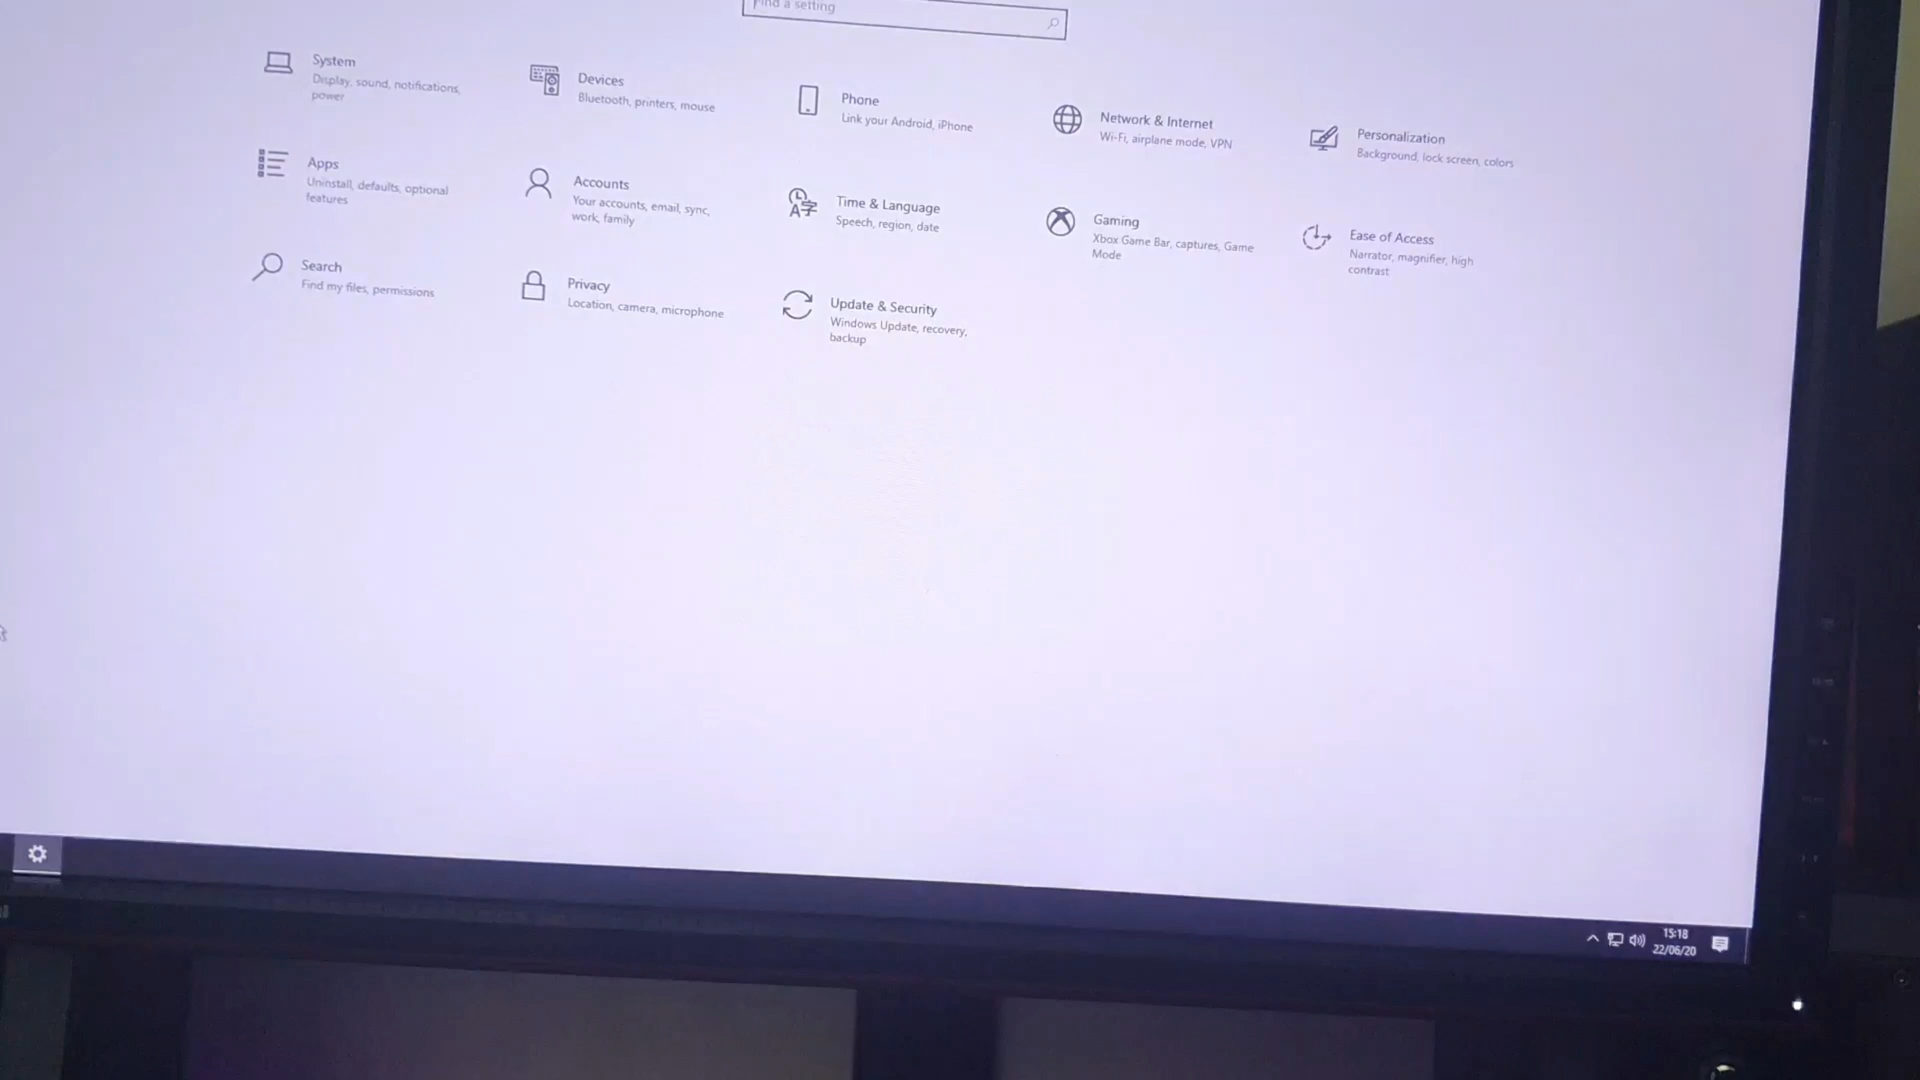 Find a setting
System
Display, sound, notifications,
power
Devices
Bluetooth, printers, mouse
Phone
Link your Android, iPhone
Network & Internet
Wi-Fi, airplane mode, VPN
Personalization
Background, lock screen, colors
Apps
Uninstall, defaults, optional
features
Accounts
Your accounts, email, sync,
work, family
Time & Language
Speech, region, date
Gaming
Xbox Game Bar, captures, Game
Mode
Ease of Access
Narrator, magnifier, high
contrast
Search
Find my files, permissions
Privacy
Location, camera, microphone
Update & Security
Windows Update, recovery,
backup
15:18
22/06/20